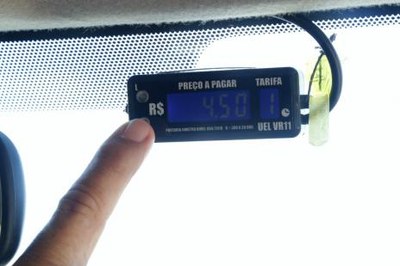 PREÇO A PAGAR TARIFA
R$ 4.50 1
UEL VR11